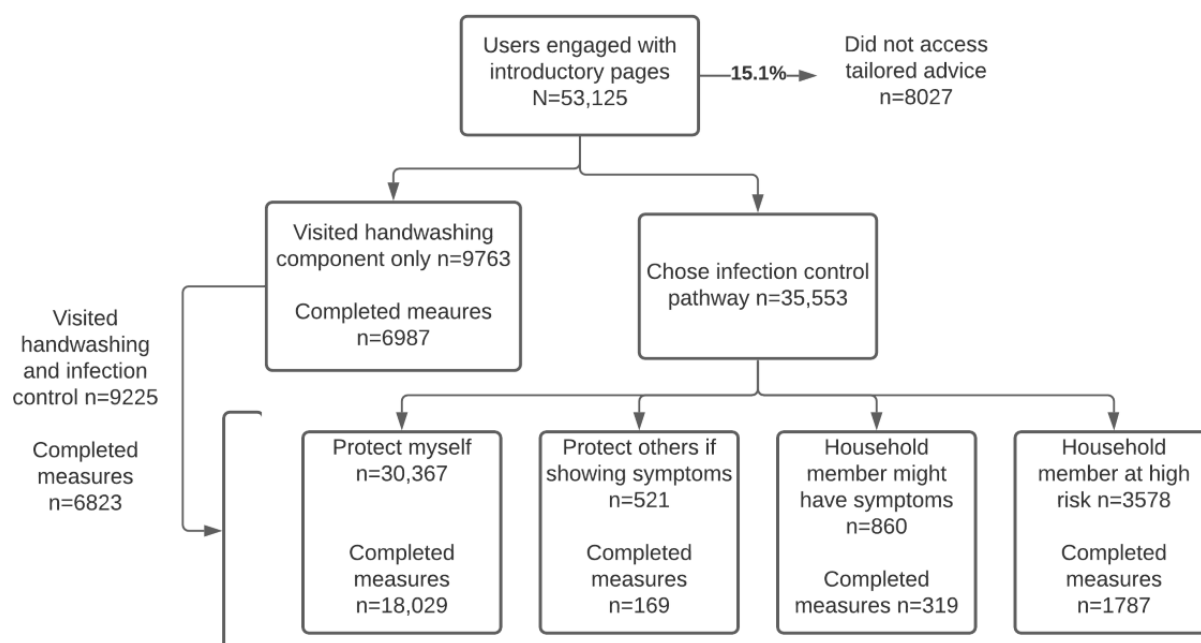 Users engaged with
introductory pages
N=53,125
15.1%
Did not access
tailored advice
n=8027
Visited handwashing
component only n=9763
Completed meaures
n=6987
Chose infection control
pathway n=35,553
Visited
handwashing
and infection
control n=9225
Completed
measures
n=6823
Protect myself
n=30,367
Completed
measures
n=18,029
Protect others if
showing symptoms
n=521
Completed
measures
n=169
Household
member might
have symptoms
n=860
Completed
measures n=319
Household
member at high
risk n=3578
Completed
measures
n=1787